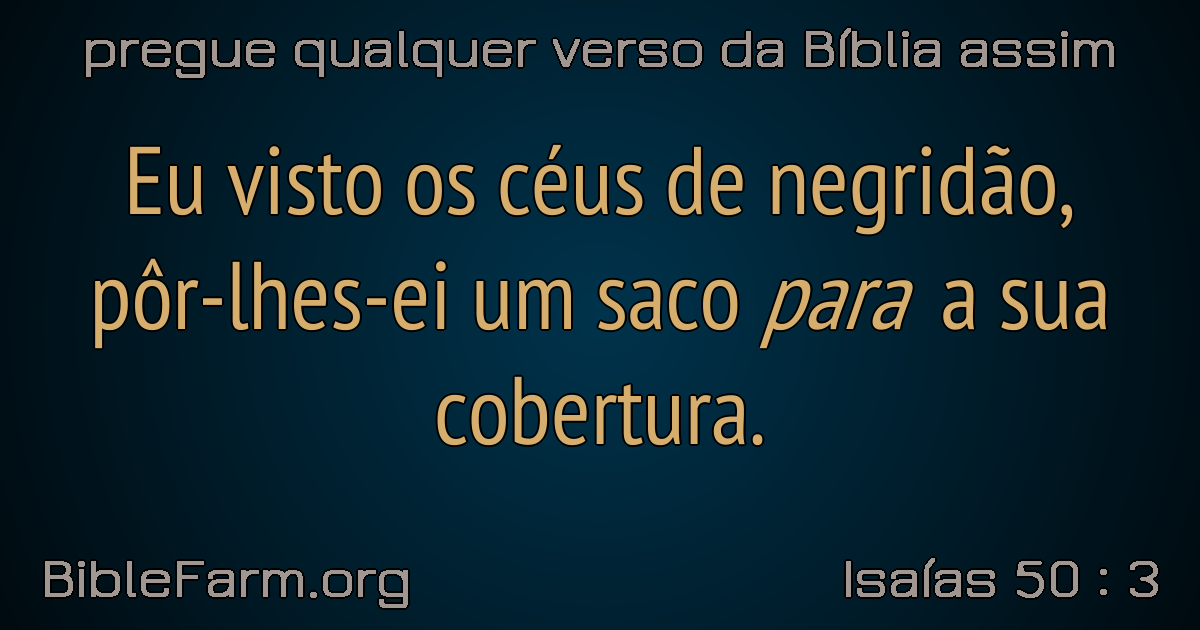 pregue qualquer verso da Bíblia assim
Eu visto os céus de negridão,
pôr-lhes-ei um saco para a sua
cobertura.
BibleFarm.org
Isaías 50 : 3